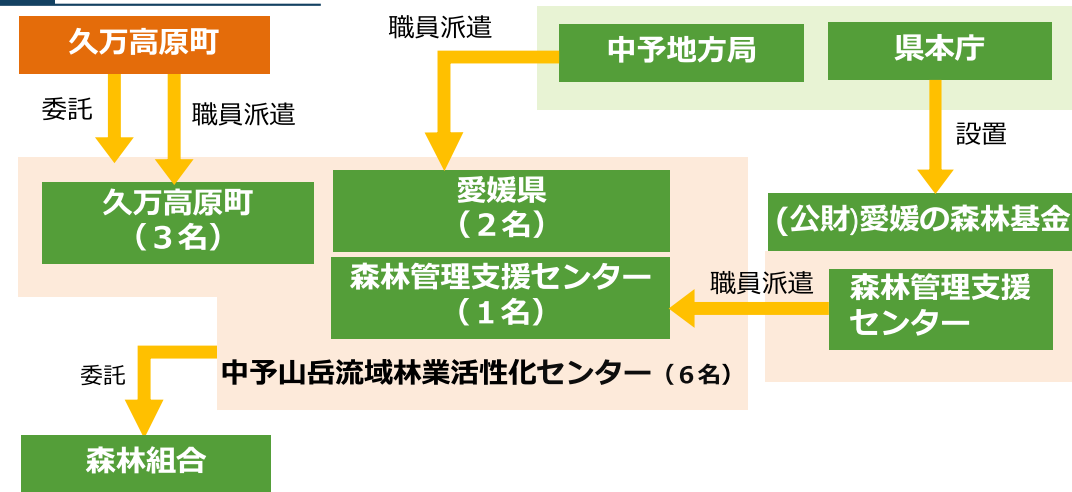 久万高原町
職員派遣
中予地方局
県本庁
委託
職員派遣
設置
久万高原町
（３名）
愛媛県
（２名）
(公財)愛媛の森林基金
森林管理支援センター
（１名）
職員派遣
森林管理支援
センター
中予山岳流域林業活性化センター（６名）
委託
森林組合